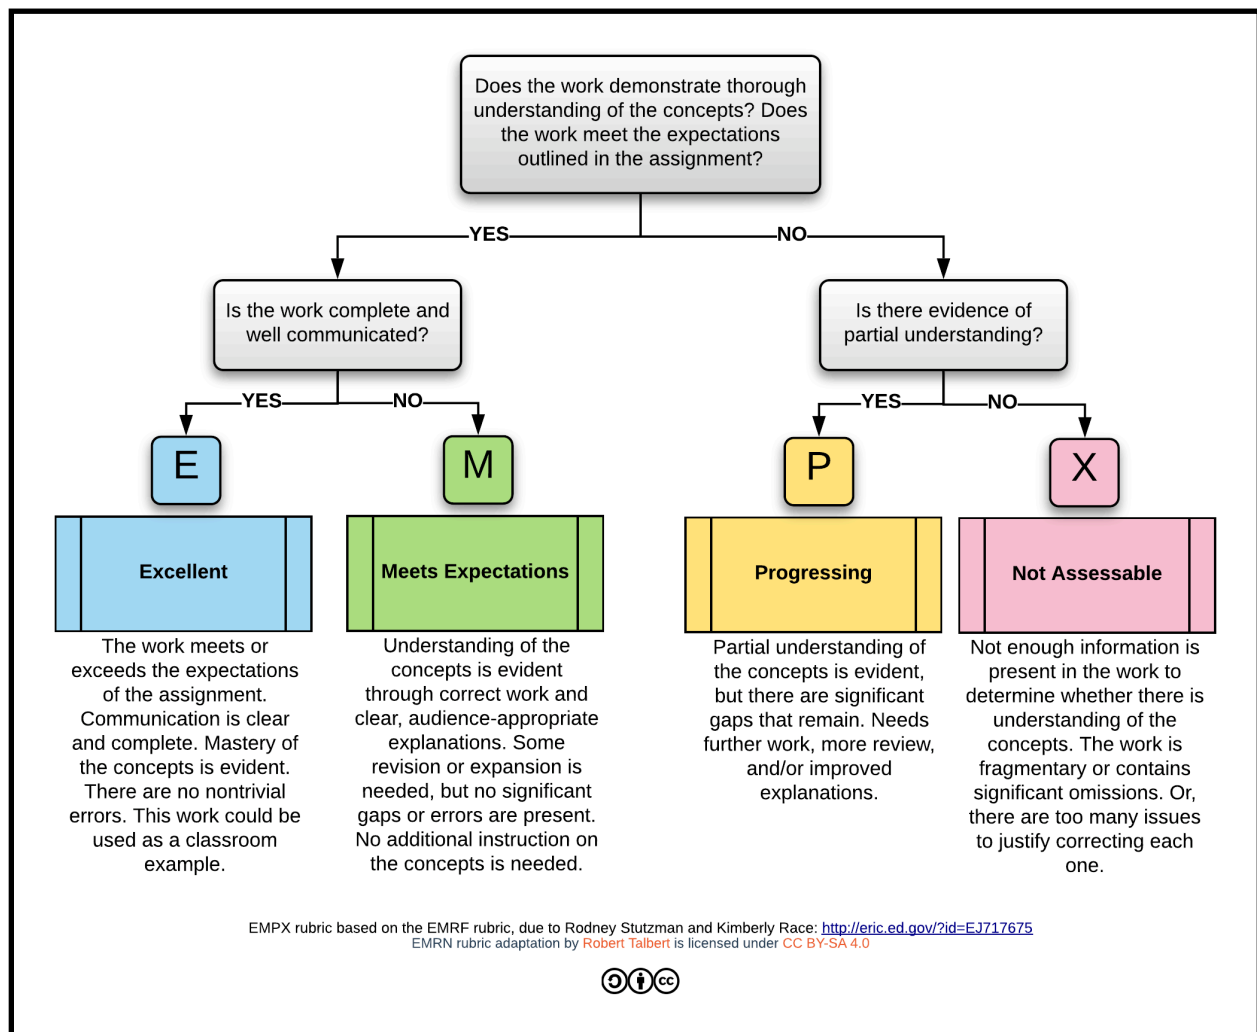 Does the work demonstrate thorough
understanding of the concepts? Does
the work meet the expectations
outlined in the assignment?
YES
NO
Is the work complete and
well communicated?
Is there evidence of
partial understanding?
YES
NO
YES
NO
E
M
P
X
Excellent
Meets Expectations
Progressing
Not Assessable
The work meets or
exceeds the expectations
of the assignment.
Communication is clear
and complete. Mastery of
the concepts is evident.
There are no nontrivial
errors. This work could be
used as a classroom
example.
Understanding of the
concepts is evident
through correct work and
clear, audience-appropriate
explanations. Some
revision or expansion is
needed, but no significant
gaps or errors are present.
No additional instruction on
the concepts is needed.
Partial understanding of
the concepts is evident,
but there are significant
gaps that remain. Needs
further work, more review,
and/or improved
explanations.
Not enough information is
present in the work to
determine whether there is
understanding of the
concepts. The work is
fragmentary or contains
significant omissions. Or,
there are too many issues
to justify correcting each
one.
EMPX rubric based on the EMRF rubric, due to Rodney Stutzman and Kimberly Race: http://eric.ed.gov/?id=EJ717675
EMRN rubric adaptation by Robert Talbert is licensed under CC BY-SA 4.0
cc